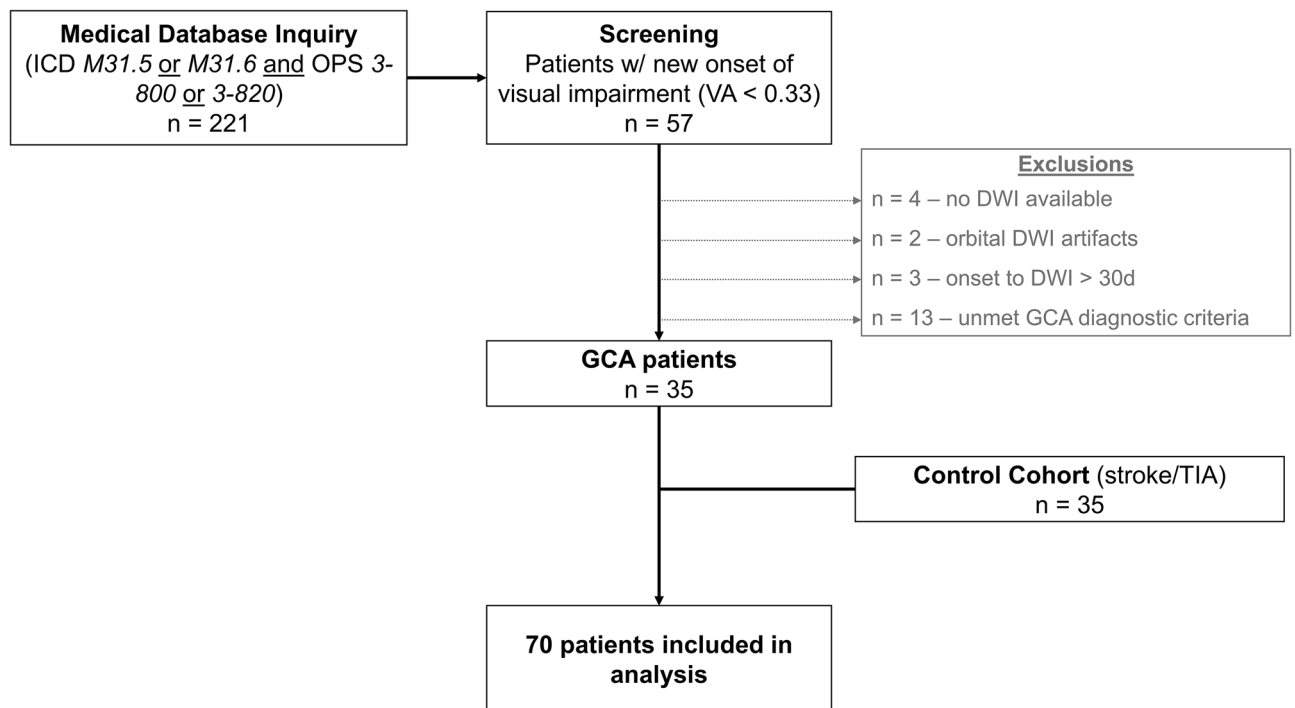 Medical Database Inquiry
(ICD M31.5 or M31.6 and OPS 3-
800 or 3-820)
n = 221
Screening
Patients w/ new onset of
visual impairment (VA < 0.33)
n = 57
Exclusions
n = 4 – no DWI available
n = 2 – orbital DWI artifacts
n = 3 – onset to DWI > 30d
n = 13 – unmet GCA diagnostic criteria
GCA patients
n = 35
Control Cohort (stroke/TIA)
n = 35
70 patients included in
analysis